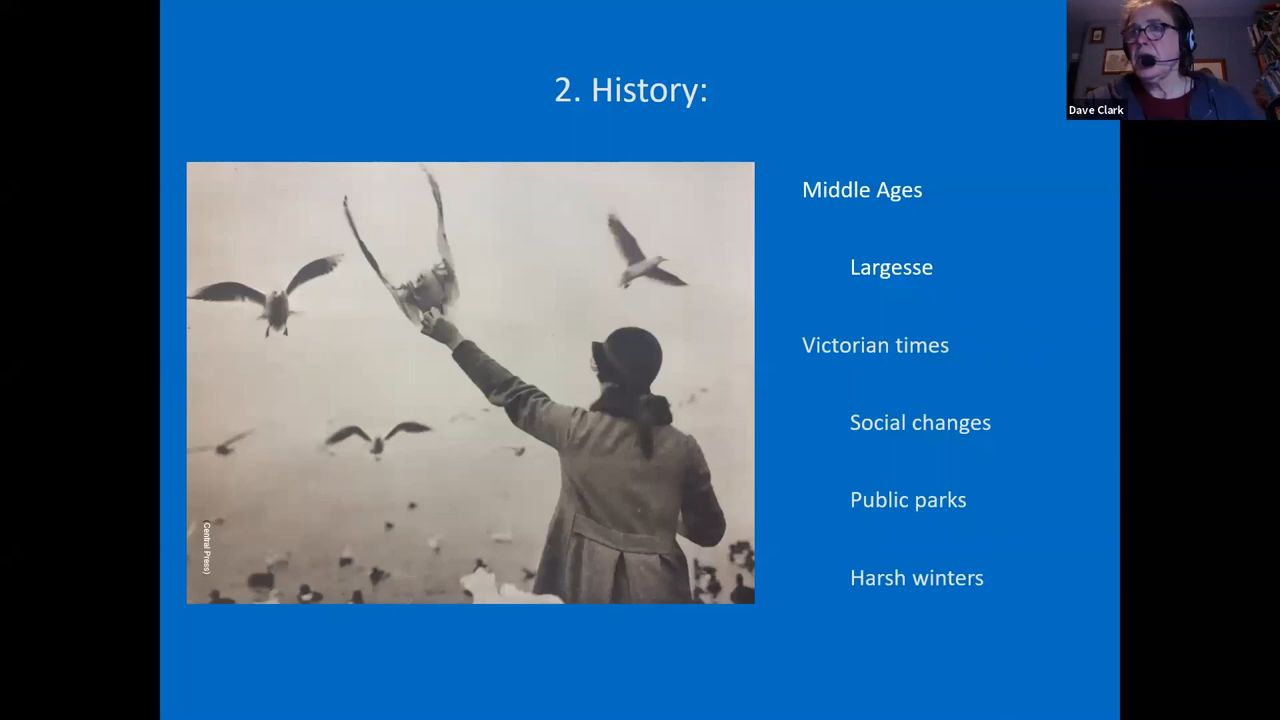 2. History:
Dave Clark
Middle Ages
Largesse
Victorian times
Social changes
Public parks
Harsh winters
(Central Press)